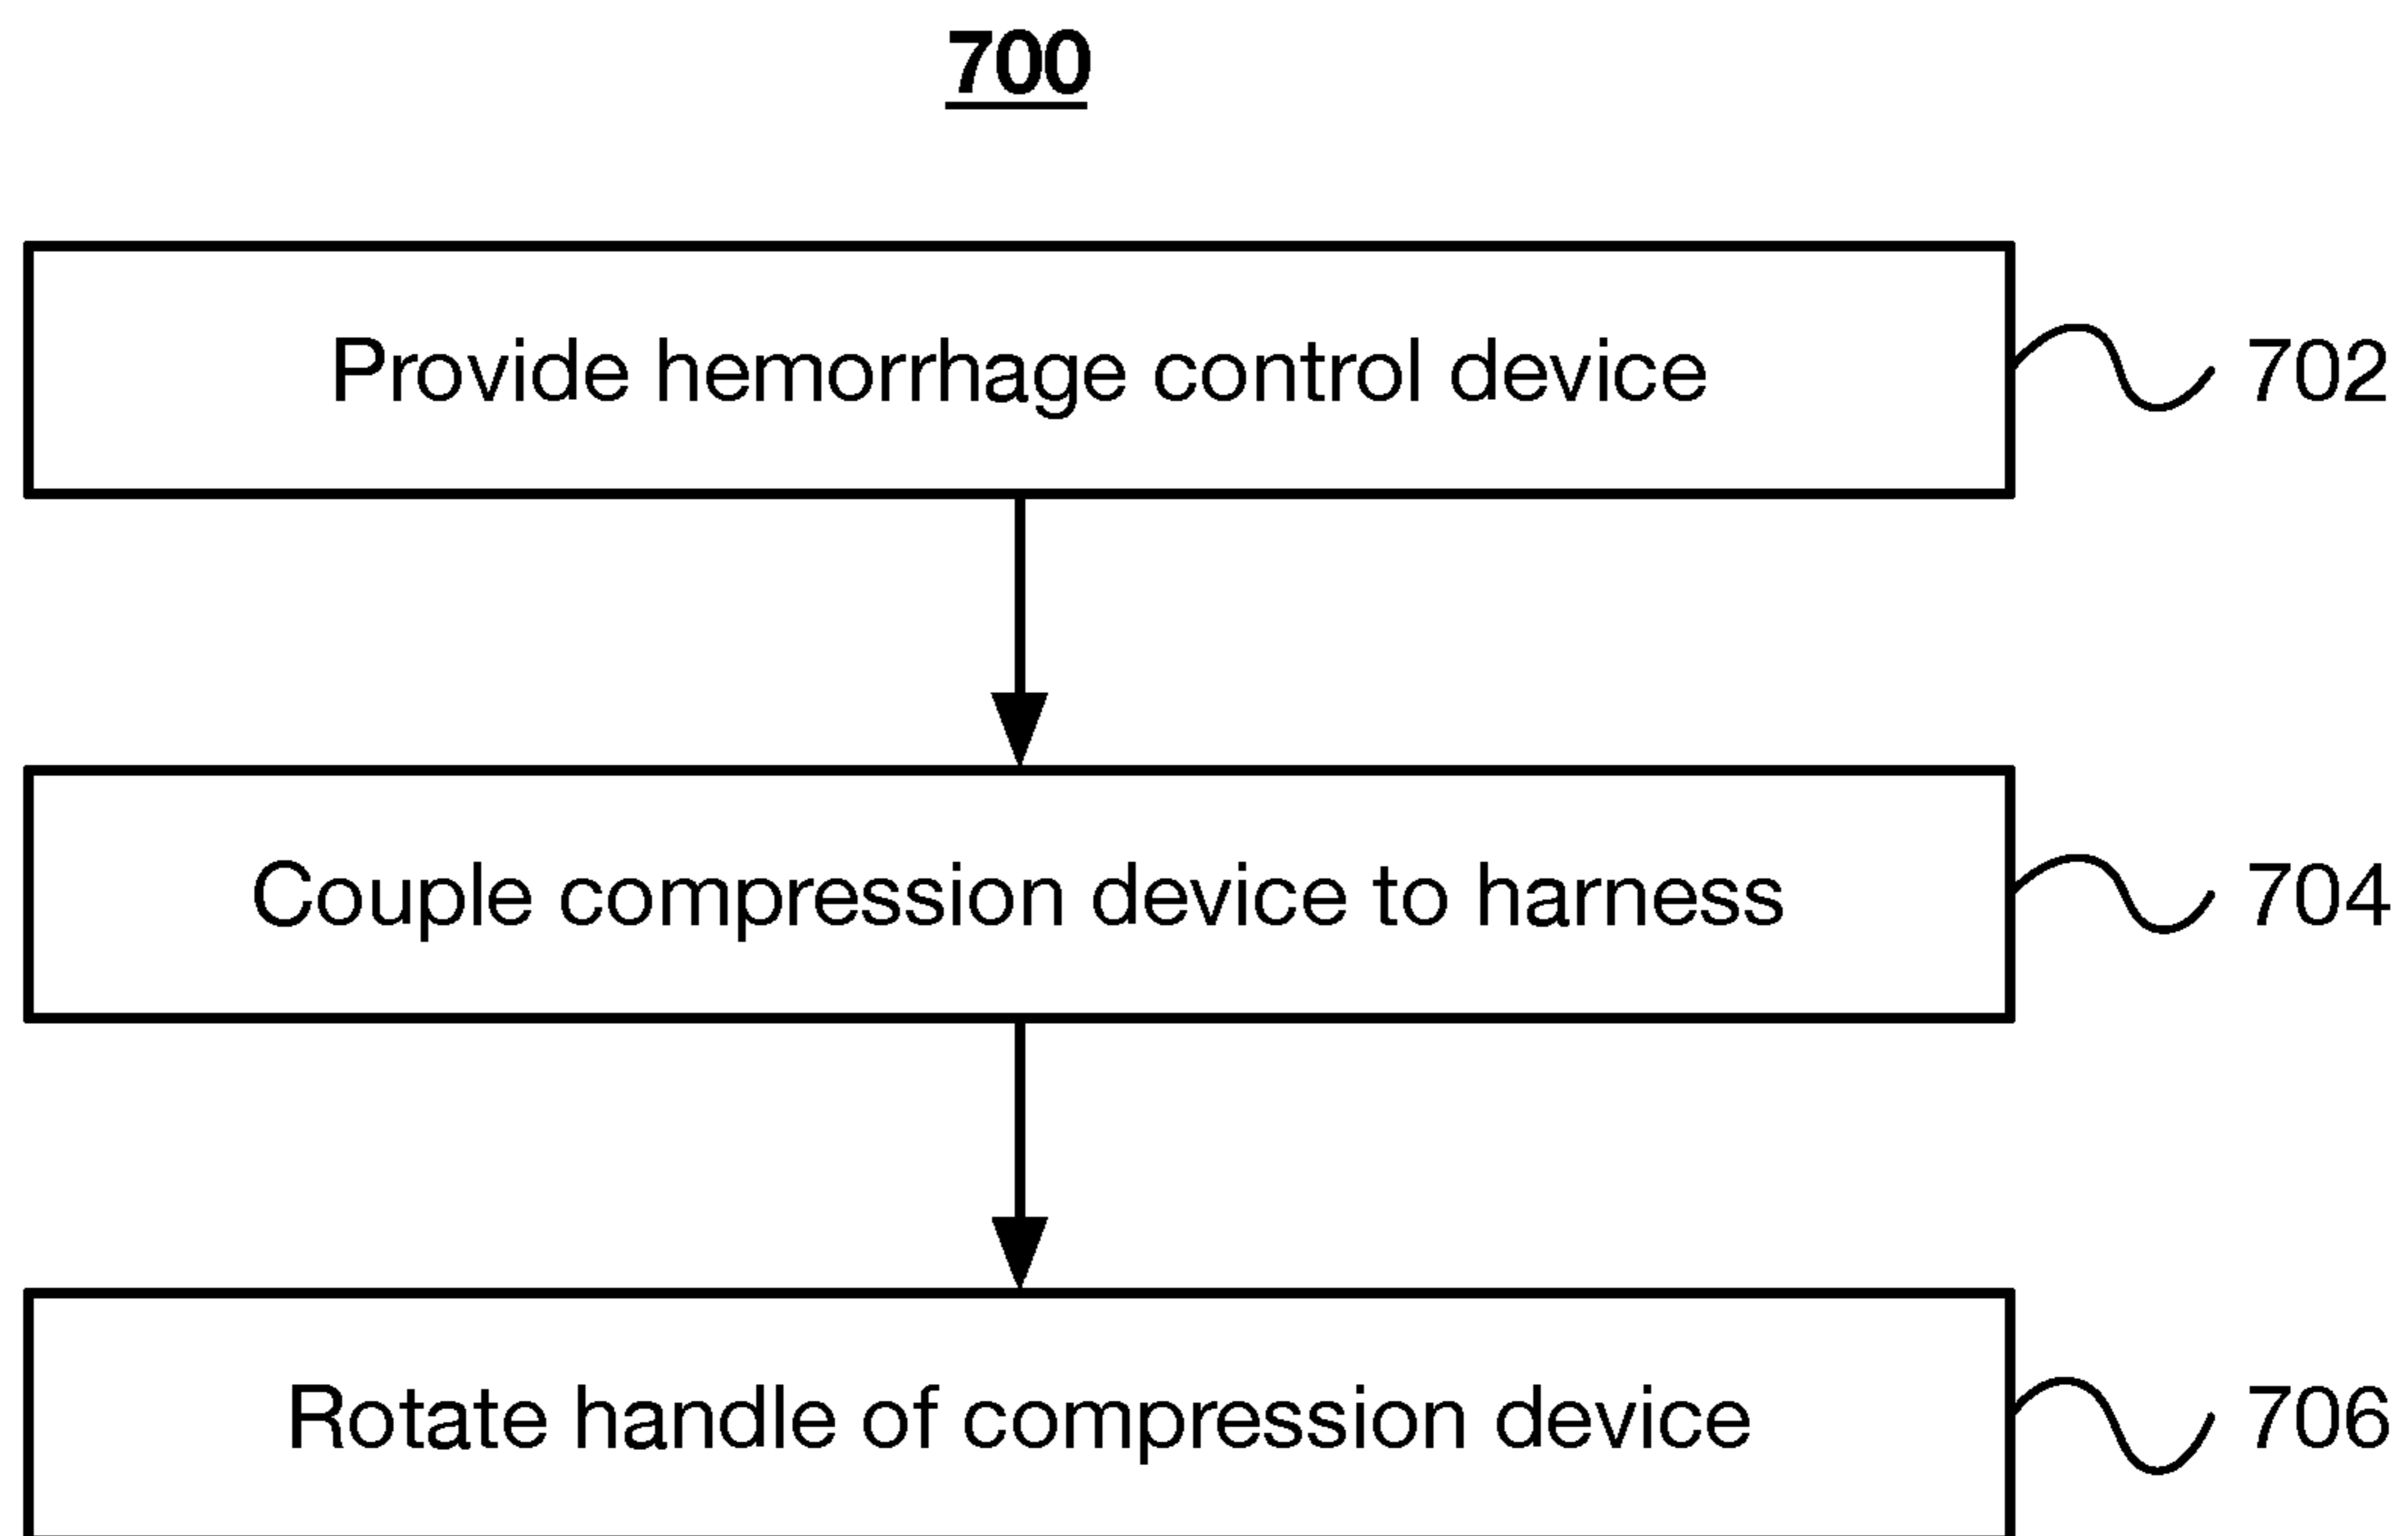 700
Provide hemorrhage control device
702
Couple compression device to harness
704
Rotate handle of compression device
706